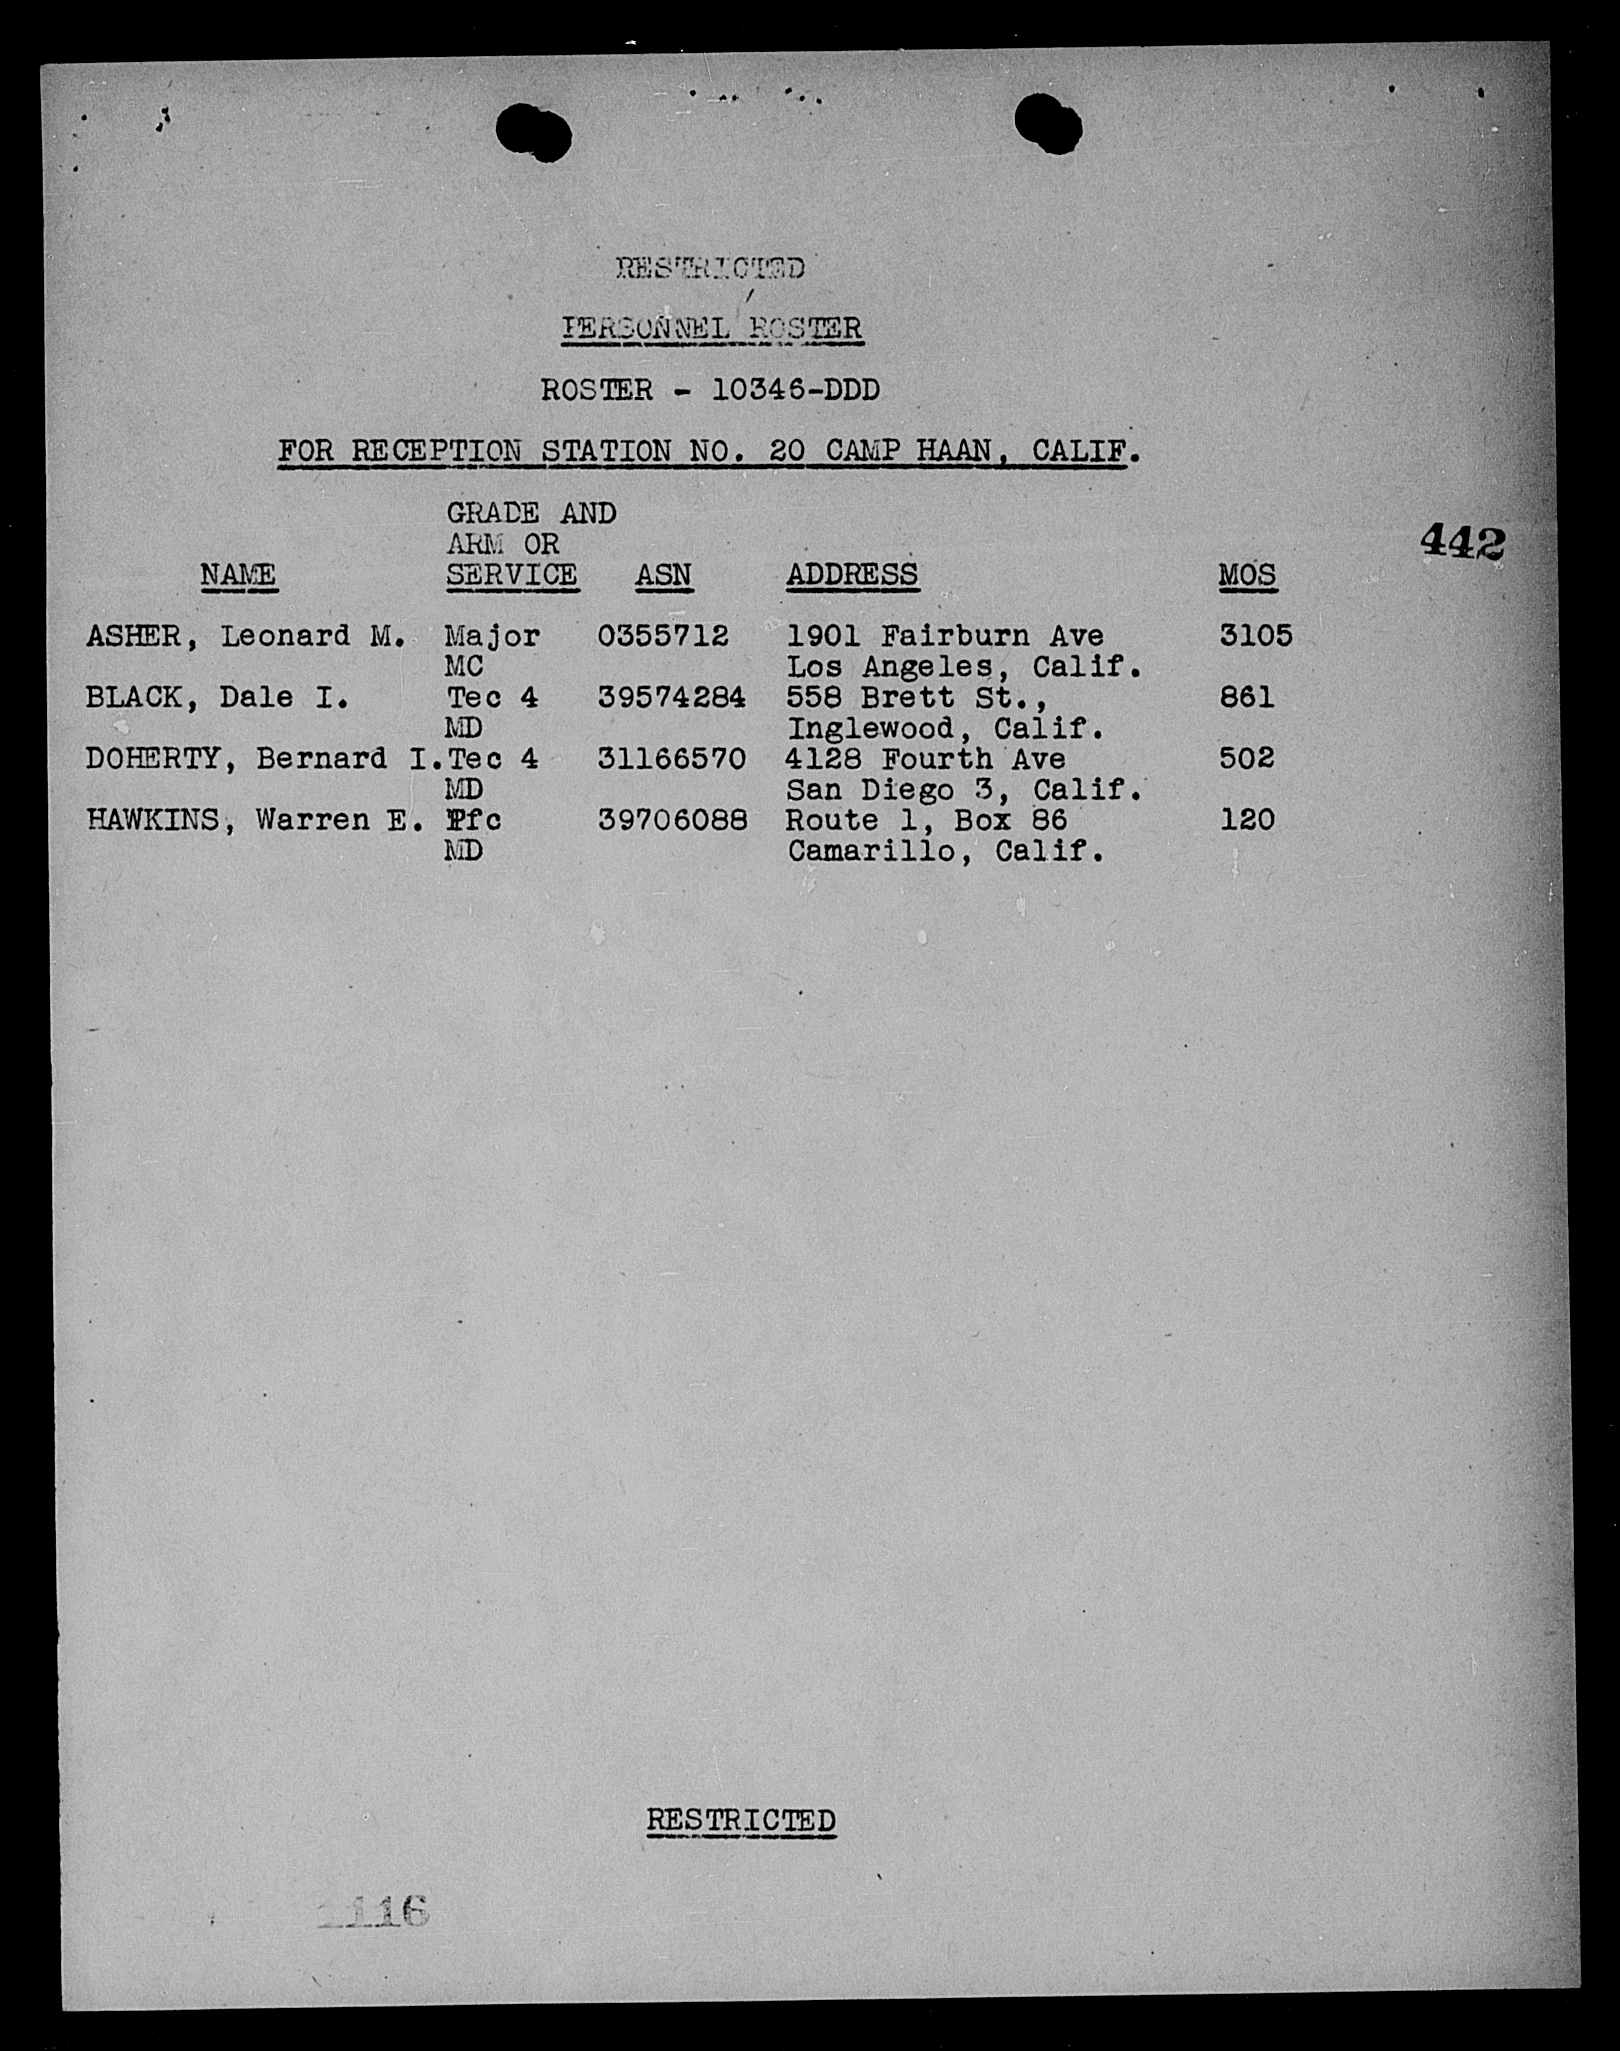 RESTRICTED
PERSONNEL ROSTER
ROSTER - 10346-DDD
FOR RECEPTION STATION NO. 20 CAMP HAAN, CALIF.
GRADE AND
442
ARM OR
NAME SERVICE ASN ADDRESS MOS
ASHER, Leonard M. Major 0355712 1901 Fairburn Ave 3105
MC Los Angeles, Calif.
BLACK, Dale I. Tec 4 39574284 558 Brett St., 861
MD Inglewood, Calif.
DOHERTY, Bernard I. Tec 4 31166570 4128 Fourth Ave 502
MD San Diego 3, Calif.
HAWKINS, Warren E. Pfc 39706088 Route 1, Box 86 120
MD Camarillo, Calif.
RESTRICTED
1116